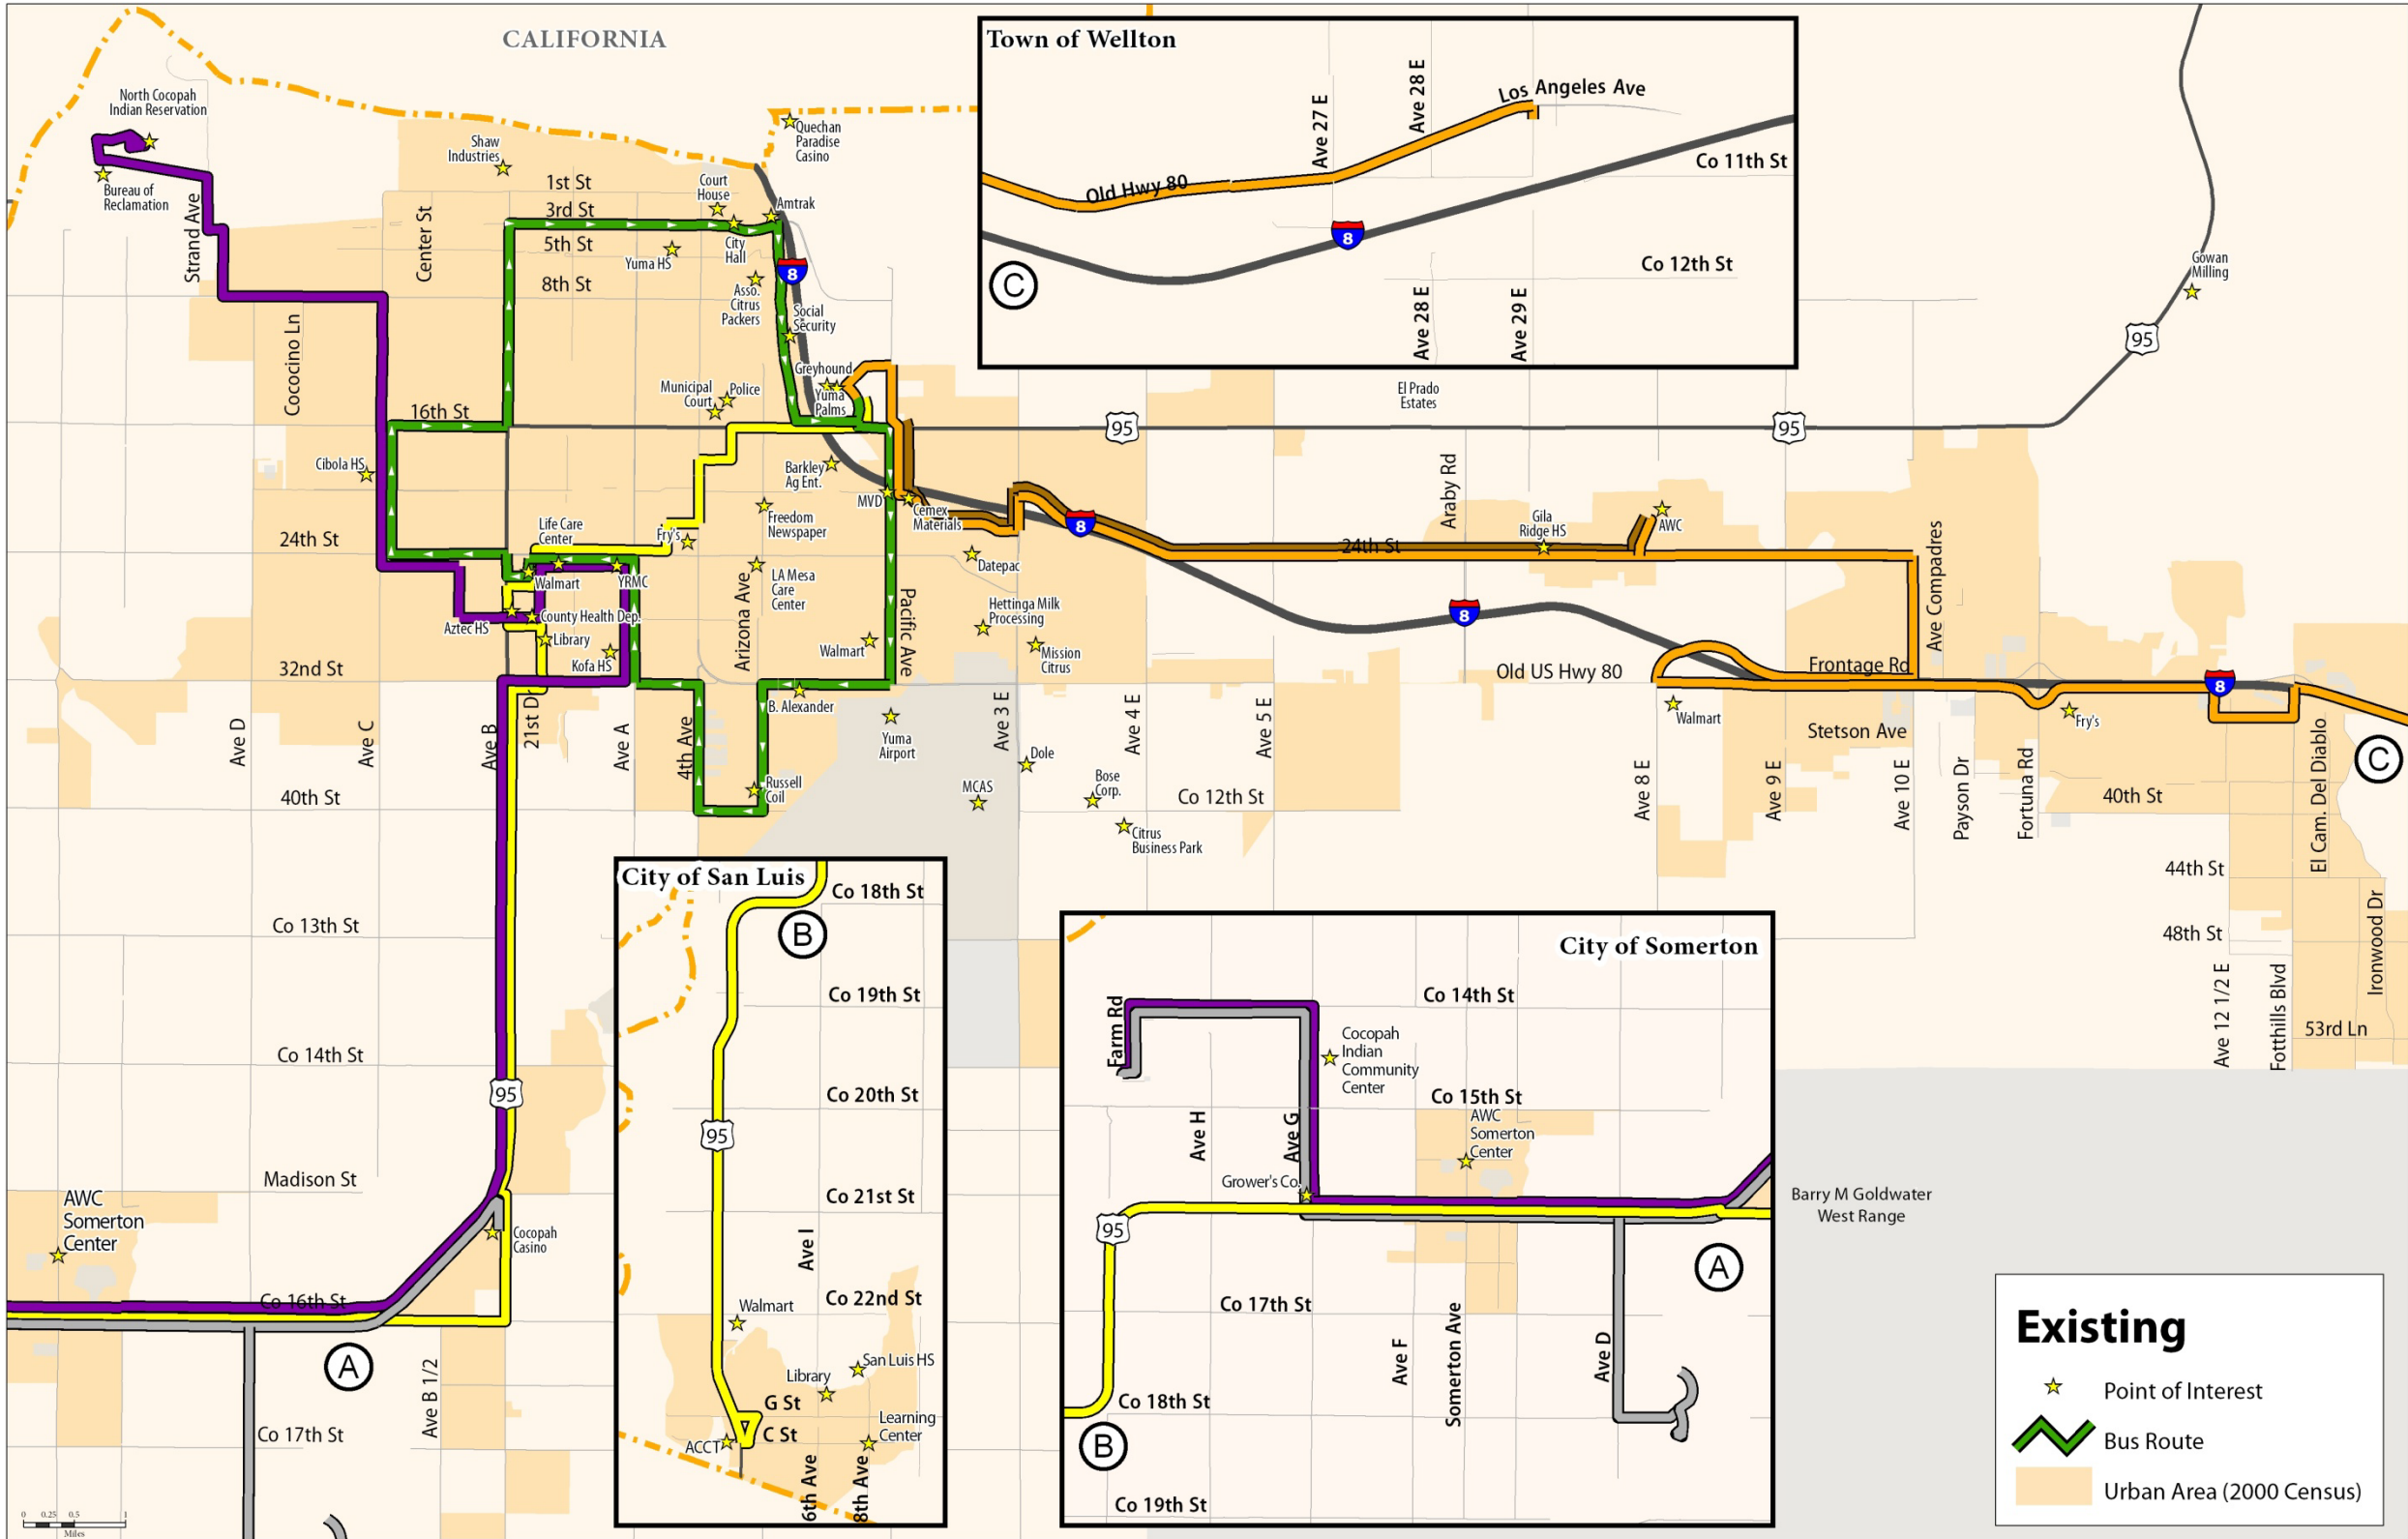 CALIFORNIA
North Cocopah
Indian Reservation
Bureau of
Reclamation
Strand Ave
Shaw
Industries
Center St
1st St
3rd St
5th St
8th St
Court
House
Amtrak
City
Hall
Yuma HS
Quechan
Paradise
Casino
8
Asso.
Citrus
Packers
Social
Security
Greyhound
Yuma
Palms
Municipal
Court
Police
Cococino Ln
16th St
Cibola HS
24th St
Life Care
Center
Fry's
Barkley
Ag Ent.
MVD
Cemex
Materials
Freedom
Newspaper
LA Mesa
Care
Center
Datepac
Hettinga Milk
Processing
Mission
Citrus
Walmart
YRMC
County Health Dep.
Aztec HS
Library
Kofa HS
Arizona Ave
Walmart
Pacific Ave
32nd St
B. Alexander
Yuma
Airport
Russell
Coil
Ave D
Ave C
Ave B
21st Dr
Ave A
4th Ave
40th St
Ave 3 E
Ave 4 E
Ave 5 E
Dole
MCAS
Bose
Corp.
Citrus
Business Park
Co 12th St
Co 13th St
Co 14th St
95
Madison St
AWC
Somerton
Center
Cocopah
Casino
Co 16th St
A
Ave B 1/2
Co 17th St
0 0.25 0.5 1
Miles
Town of Wellton
Ave 27 E
Ave 28 E
Los Angeles Ave
Old Hwy 80
Co 11th St
8
Co 12th St
C
Ave 28 E
Ave 29 E
El Prado
Estates
95
95
95
Gowan
Milling
8
Araby Rd
Gila
Ridge HS
AWC
24th St
8
Ave Compadres
Old US Hwy 80
Frontage Rd
8
Walmart
Fry's
Stetson Ave
C
Ave 8 E
Ave 9 E
Ave 10 E
Payson Dr
Fortuna Rd
40th St
El Cam. Del Diablo
44th St
48th St
Ironwood Dr
Ave 12 1/2 E
Fotthills Blvd
53rd Ln
City of San Luis
Co 18th St
B
Co 19th St
Co 20th St
95
Co 21st St
Ave I
Co 22nd St
Walmart
San Luis HS
Library
G St
C St
ACCT
Learning
Center
6th Ave
8th Ave
City of Somerton
Farm Rd
Co 14th St
Cocopah
Indian
Community
Center
Co 15th St
AWC
Somerton
Center
Ave H
Ave G
Grower's Co.
95
A
Co 17th St
Ave F
Somerton Ave
Ave D
Co 18th St
B
Co 19th St
Barry M Goldwater
West Range
Existing
Point of Interest
Bus Route
Urban Area (2000 Census)